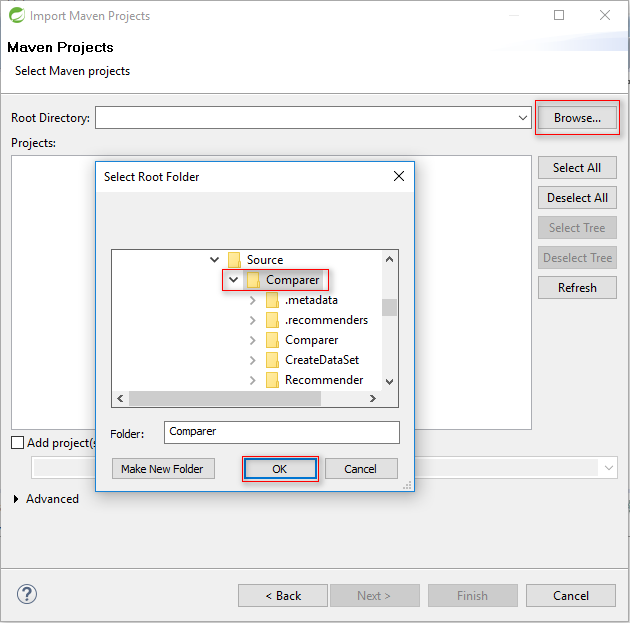 Import Maven Projects
Maven Projects
Select Maven projects
Root Directory:
Browse...
Projects:
Select All
Deselect All
Select Tree
Deselect Tree
Refresh
Select Root Folder
Source
Comparer
.metadata
.recommenders
Comparer
CreateDataSet
Recommender
Folder:
Comparer
Make New Folder
OK
Cancel
Add project(s
Advanced
?
< Back
Next >
Finish
Cancel